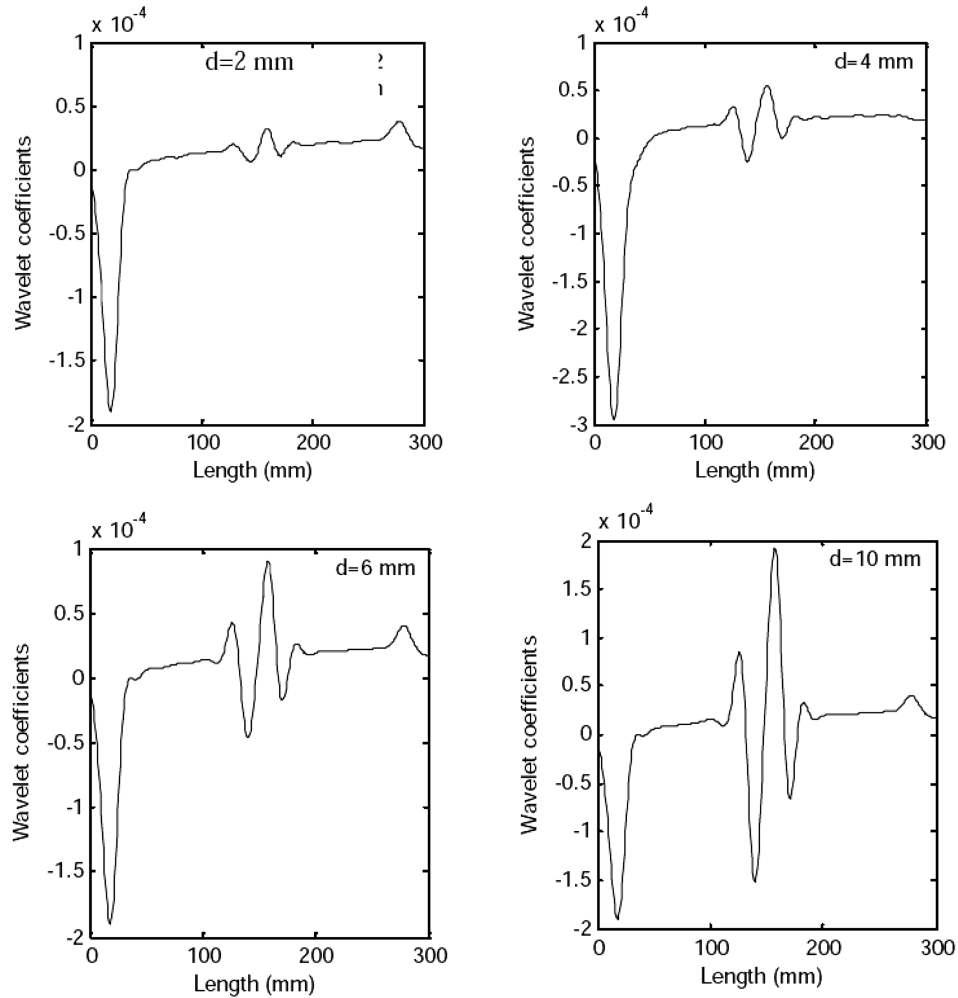 x 10-4
1
0.5
0
-0.5
-1
-1.5
-2
0 100 200 300
Length (mm)
Wavelet coefficients
d=2 mm
x 10-4
1
0.5
0
-0.5
-1
-1.5
-2
-2.5
-3
0 100 200 300
Length (mm)
Wavelet coefficients
d=4 mm
x 10-4
1
0.5
0
-0.5
-1
-1.5
-2
0 100 200 300
Length (mm)
Wavelet coefficients
d=6 mm
x 10-4
2
1.5
1
0.5
0
-0.5
-1
-1.5
-2
0 100 200 300
Length (mm)
Wavelet coefficients
d=10 mm